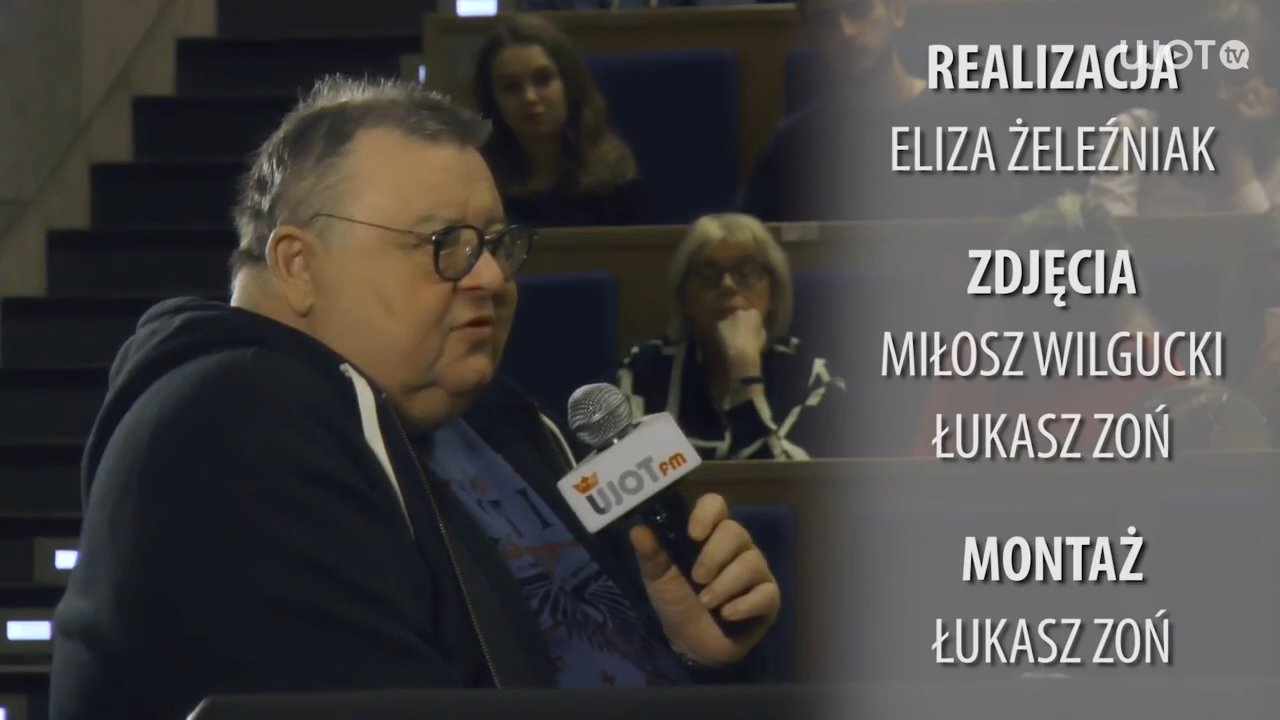 UJOT tv
REALIZACJA
ELIZA ŻELEŹNIAK
ZDJĘCIA
MIŁOSZ WILGUCKI
ŁUKASZ ZOŃ
UJOT FM
MONTAŻ
ŁUKASZ ZOŃ